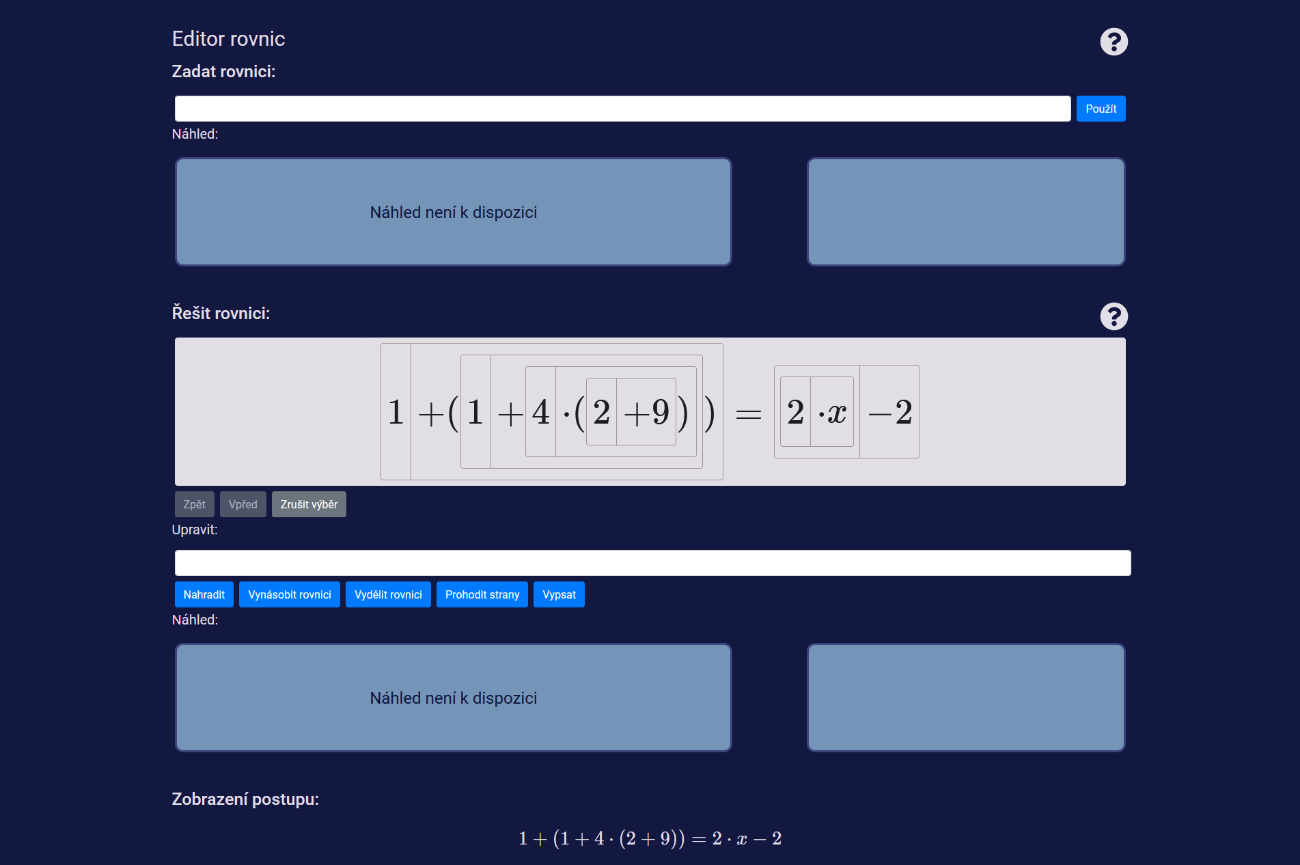 Editor rovnic
?
Zadat rovnici:
Použít
Náhled:
Náhled není k dispozici
Řešit rovnici:
?
1 +(1 +4 ·(2 +9)) = 2 ·x −2
Zpět Vpřed Zrušit výběr
Upravit:
Nahradit Vynásobit rovnici Vydělit rovnici Prohodit strany Vypsat
Náhled:
Náhled není k dispozici
Zobrazení postupu:
1 + (1 + 4 · (2 + 9)) = 2 · x − 2